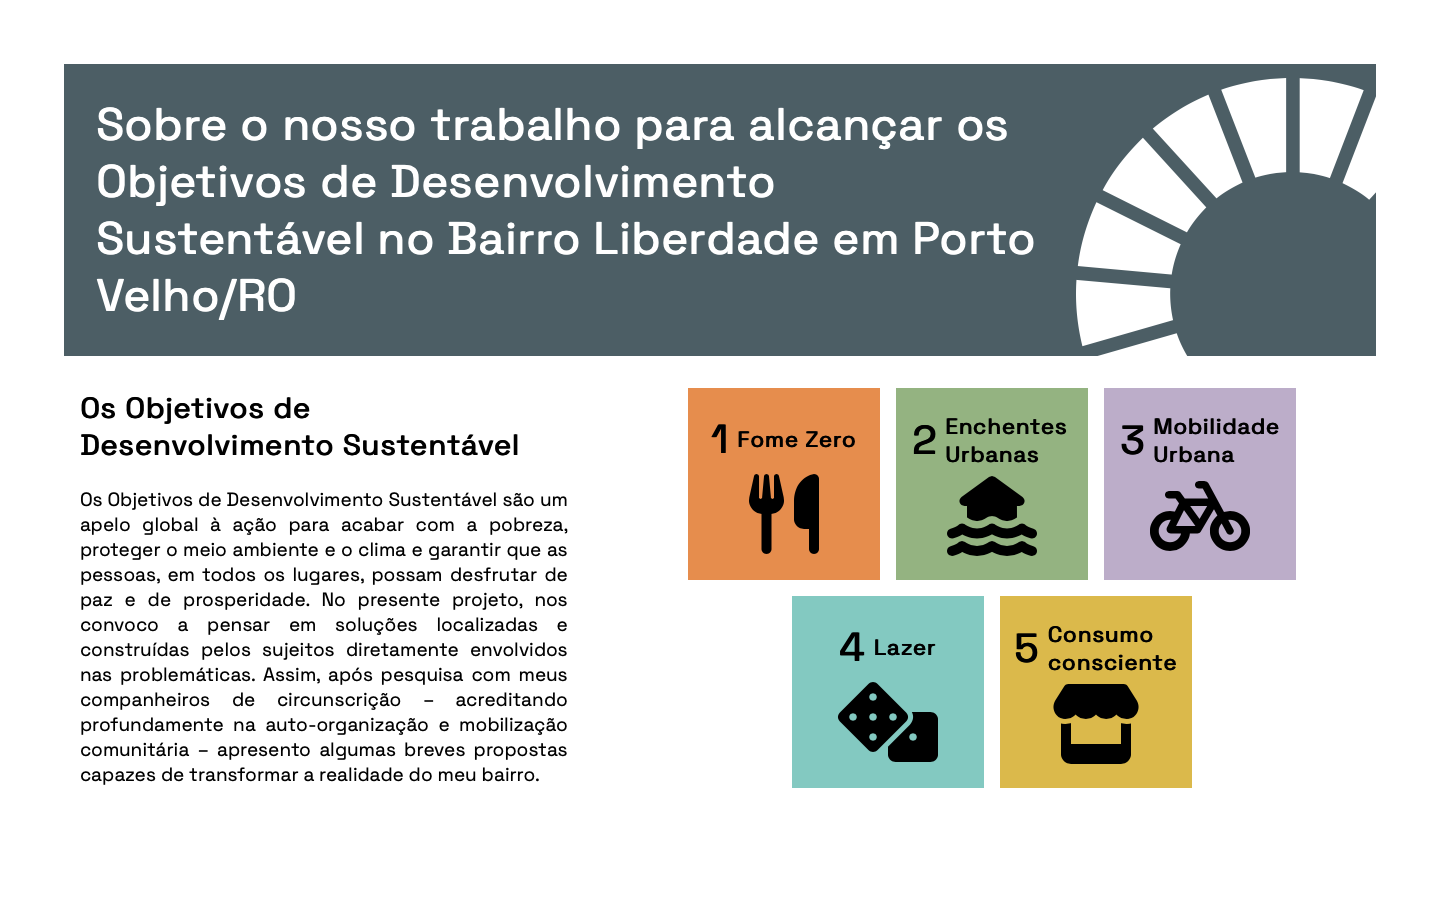 Sobre o nosso trabalho para alcançar os
Objetivos de Desenvolvimento
Sustentável no Bairro Liberdade em Porto
Velho/RO
Os Objetivos de
Desenvolvimento Sustentável
Os Objetivos de Desenvolvimento Sustentável são um
apelo global à ação para acabar com a pobreza,
proteger o meio ambiente e o clima e garantir que as
pessoas, em todos os lugares, possam desfrutar de
paz e de prosperidade. No presente projeto, nos
convoco a pensar em soluções localizadas e
construídas pelos sujeitos diretamente envolvidos
nas problemáticas. Assim, após pesquisa com meus
companheiros de circunscrição – acreditando
profundamente na auto-organização e mobilização
comunitária – apresento algumas breves propostas
capazes de transformar a realidade do meu bairro.
1 Fome Zero
2 Enchentes
Urbanas
3 Mobilidade
Urbana
4 Lazer
5 Consumo
consciente